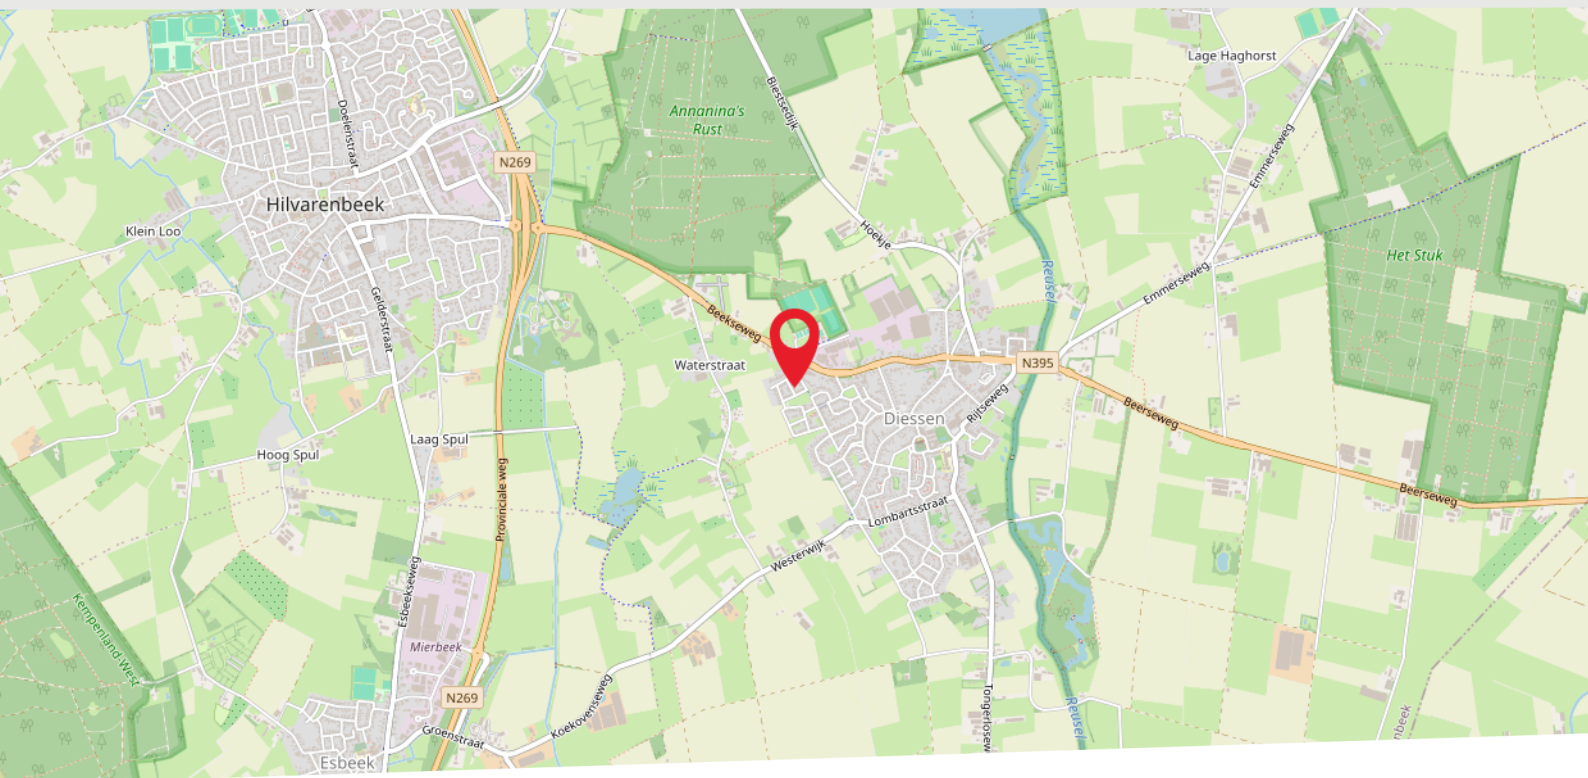 Lage Haghorst
Doelenstraat
Biestsedijk
Annanina's
Rust
Emmerseweg
N269
Hilvarenbeek
Klein Loo
Hoekje
Reusel
Het Stuk
Emmerseweg
Gelderstraat
Beekseweg
Waterstraat
N395
Diessen
Rijtseweg
Beerseweg
Laag Spul
Hoog Spul
Provinciale weg
Beerseweg
Lombartsstraat
Westerwijk
Esbeekseweg
Kempenland-West
Mierbeek
N269
Koekovenseweg
Tongerlosew
Reusel
nbeek
Groenstraat
Esbeek